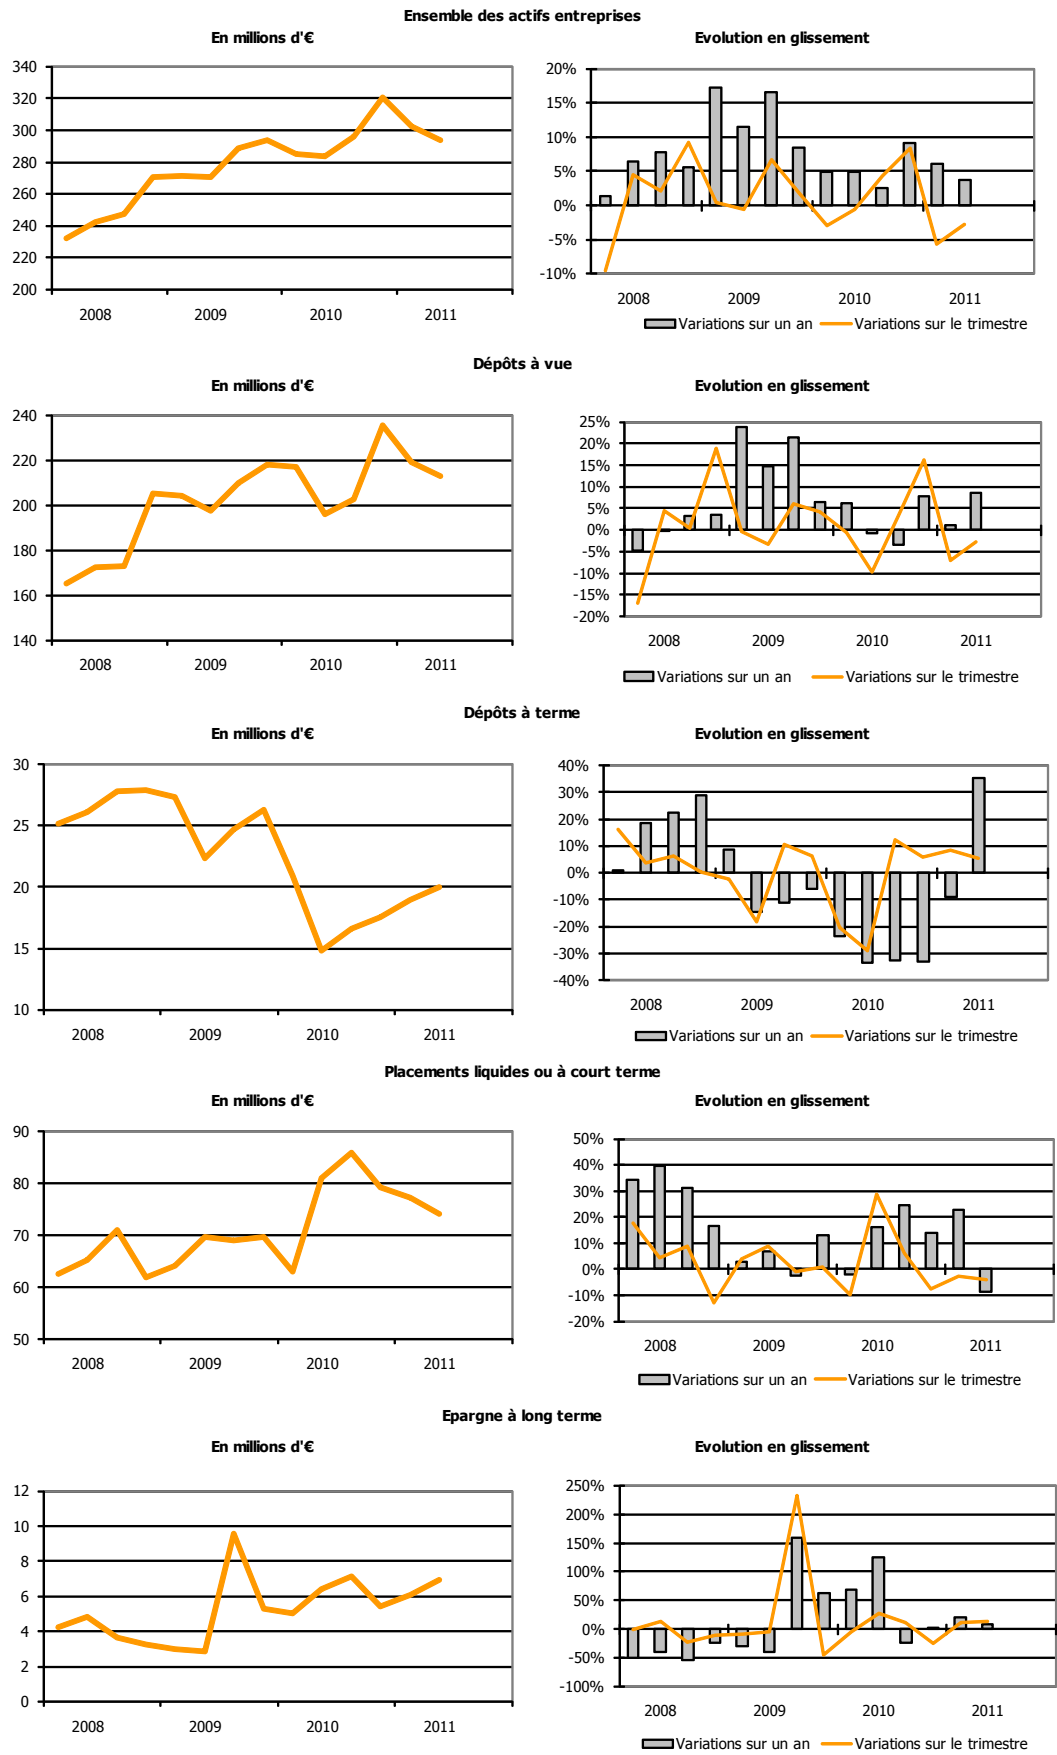 Ensemble des actifs entreprises
En millions d'€
Evolution en glissement
340
320
300
280
260
240
220
200
2008 2009 2010 2011
20%
15%
10%
5%
0%
-5%
-10%
2008 2009 2010 2011
Variations sur un an Variations sur le trimestre
Dépôts à vue
En millions d'€
Evolution en glissement
240
220
200
180
160
140
2008 2009 2010 2011
25%
20%
15%
10%
5%
0%
-5%
-10%
-15%
-20%
2008 2009 2010 2011
Variations sur un an Variations sur le trimestre
Dépôts à terme
En millions d'€
Evolution en glissement
30
25
20
15
10
2008 2009 2010 2011
40%
30%
20%
10%
0%
-10%
-20%
-30%
-40%
2008 2009 2010 2011
Variations sur un an Variations sur le trimestre
Placements liquides ou à court terme
En millions d'€
Evolution en glissement
90
80
70
60
50
2008 2009 2010 2011
50%
40%
30%
20%
10%
0%
-10%
-20%
2008 2009 2010 2011
Variations sur un an Variations sur le trimestre
Epargne à long terme
En millions d'€
Evolution en glissement
12
10
8
6
4
2
0
2008 2009 2010 2011
250%
200%
150%
100%
50%
0%
-50%
-100%
2008 2009 2010 2011
Variations sur un an Variations sur le trimestre